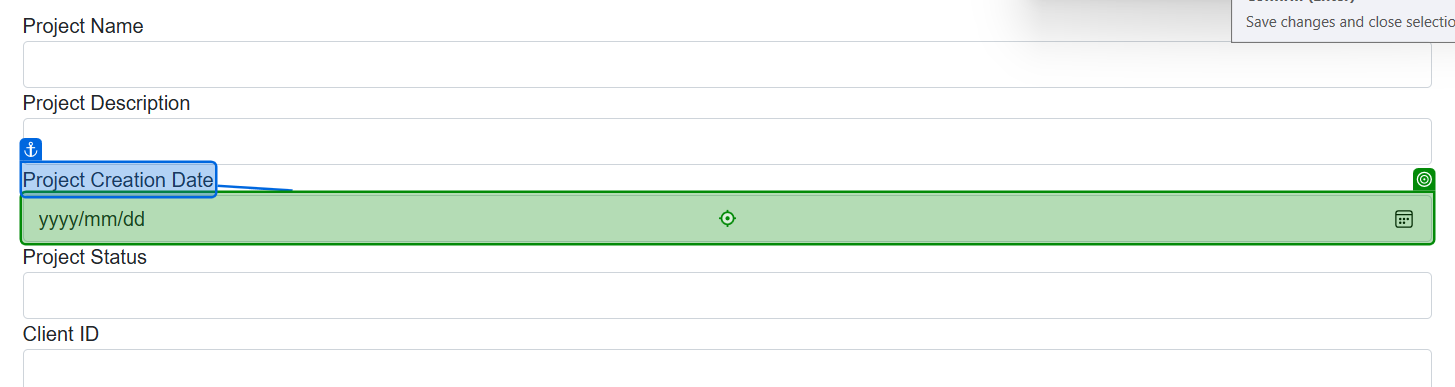 Project Name
Save changes and close selectio
Project Description
Project Creation Date
yyyy/mm/dd
Project Status
Client ID